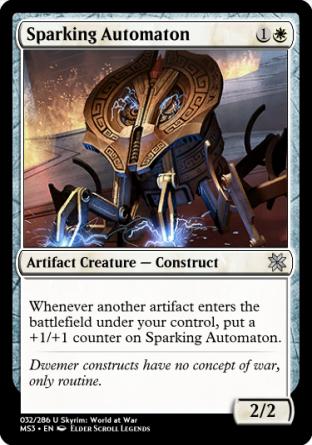 Sparking Automaton 1
Artifact Creature — Construct
Whenever another artifact enters the
battlefield under your control, put a
+1/+1 counter on Sparking Automaton.
Dwemer constructs have no concept of war,
only routine.
2/2
032/286 U Skyrim: World at War
MS3 • EN Elder Scroll Legends